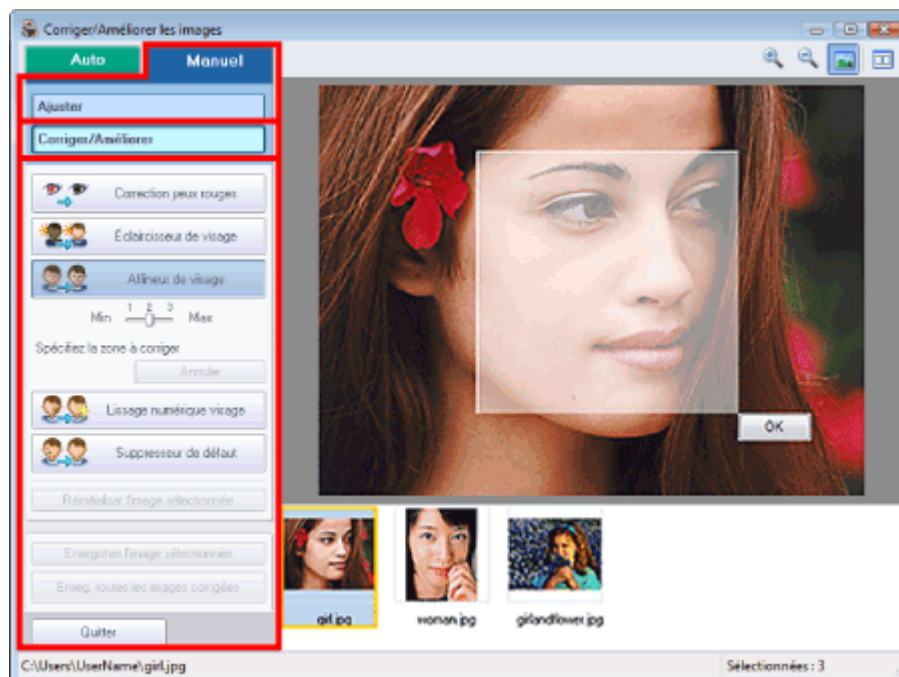 Corriger/Améliorer les images
Auto Manuel
Ajuster
Corriger/Améliorer
Correction yeux rouges
Éclaircisseur de visage
Affineur de visage
1 2 3
Min Max
Spécifiez la zone à corriger
Annuler
Lissage numérique visage
Suppresseur de défaut
Réinitialiser l'image sélectionnée
Enregistrer l'image sélectionnée
Enreg. toutes les images corrigées
Quitter
OK
girl.jpg woman.jpg girlandflower.jpg
C:\Users\UserName\girl.jpg Sélectionnées : 3